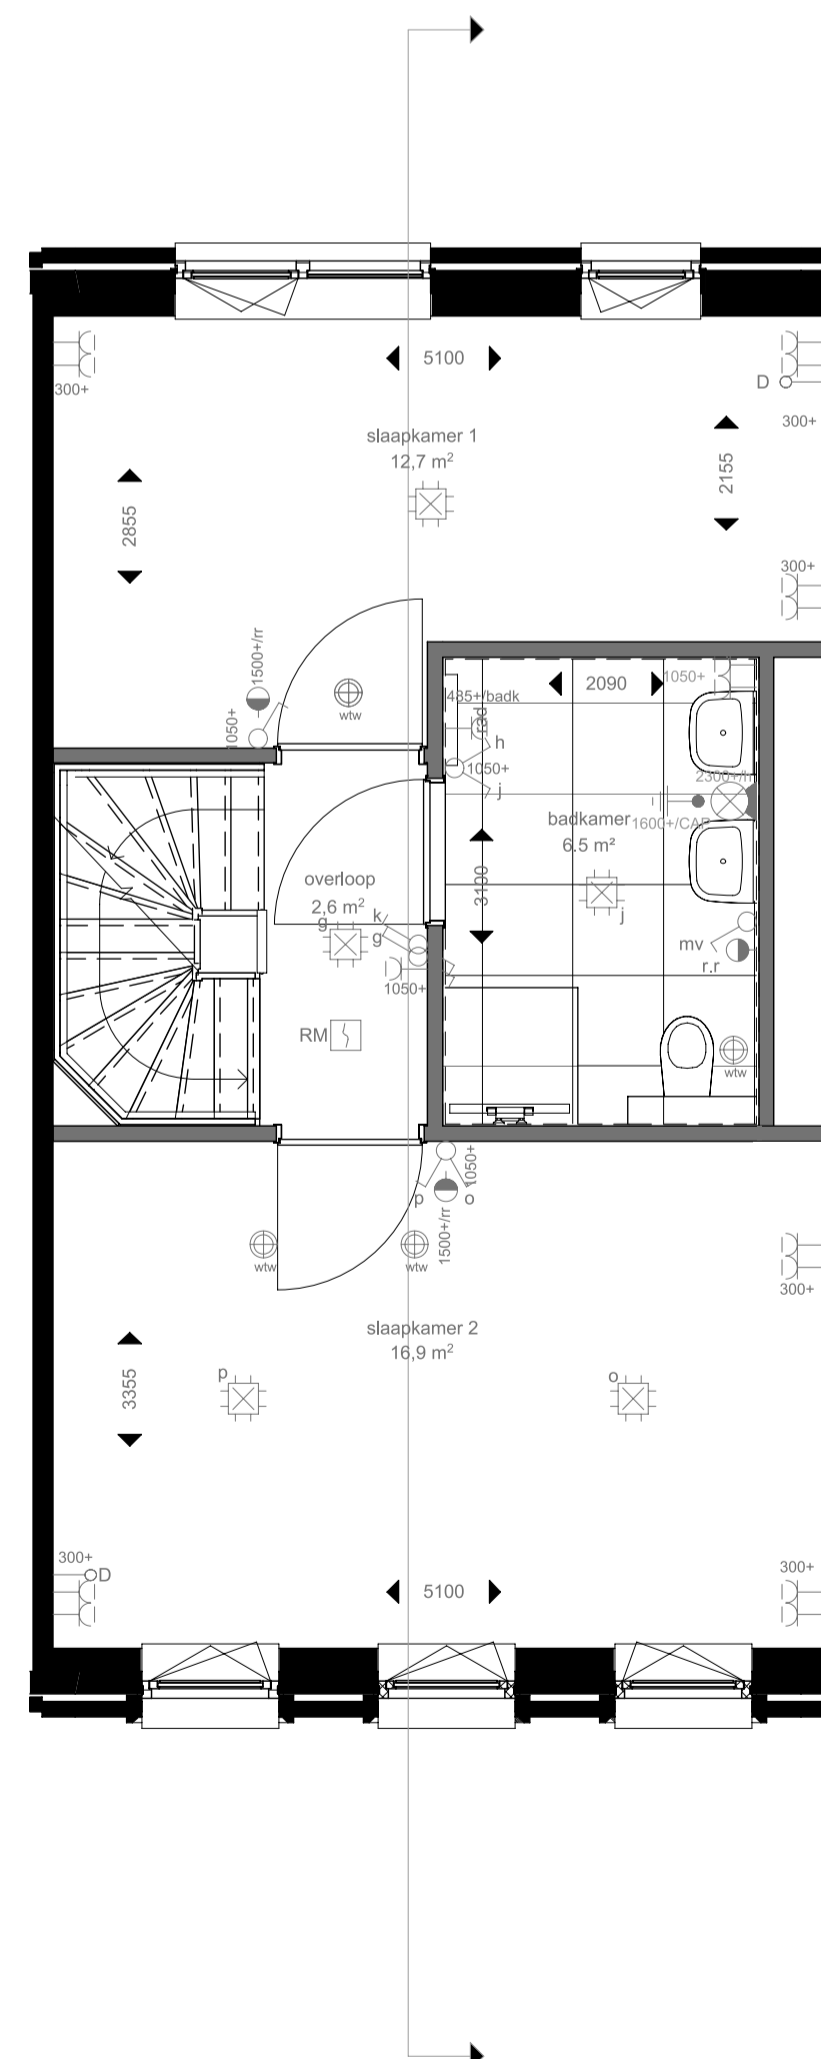 5100
300+
D
300+
slaapkamer 1
12,7 m²
2155
2855
300+
1500+/rr
1050+
wtw
485+/badk
rad
2090
1050+
h
1050+
j
2300+/h
1600+/CAP
badkamer
6.5 m²
3100
j
overloop
2,6 m²
g
k
g
1050+
mv
r.r
RM
wtw
1050+
p
o
1500+/rr
wtw
wtw
300+
slaapkamer 2
16,9 m²
3355
p
o
300+
D
300+
5100